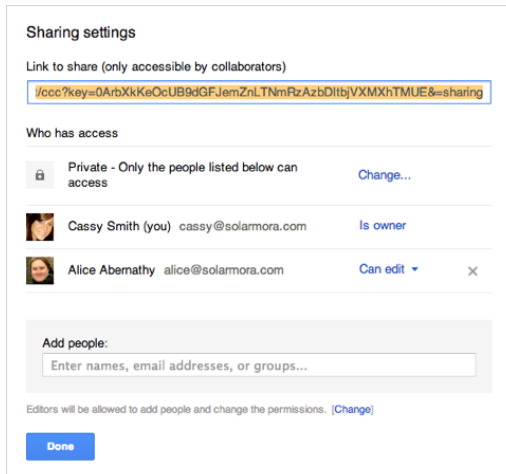 Sharing settings
Link to share (only accessible by collaborators)
:/ccc?key=0ArbXkKeOcUB9dGFJemZnLTNmRzAzbDltbjVXMXhTMUE&=sharing
Who has access
Private - Only the people listed below can
access
Change...
Cassy Smith (you) cassy@solarmora.com Is owner
Alice Abernathy alice@solarmora.com Can edit
Add people:
Enter names, email addresses, or groups...
Editors will be allowed to add people and change the permissions. [Change]
Done